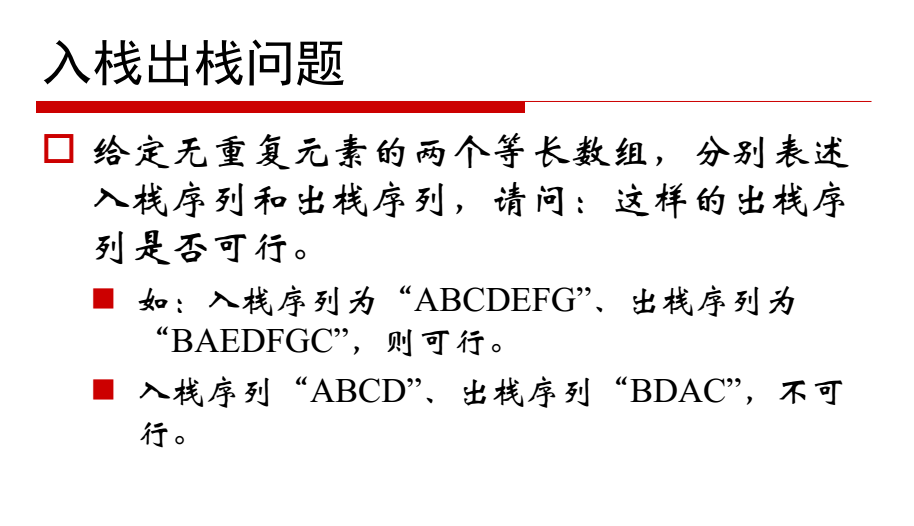 入栈出栈问题
给定无重复元素的两个等长数组，分别表述
入栈序列和出栈序列，请问：这样的出栈序
列是否可行。
如：入栈序列为“ABCDEFG”、出栈序列为
“BAEDFGC”，则可行。
入栈序列“ABCD”、出栈序列“BDAC”，不可
行。